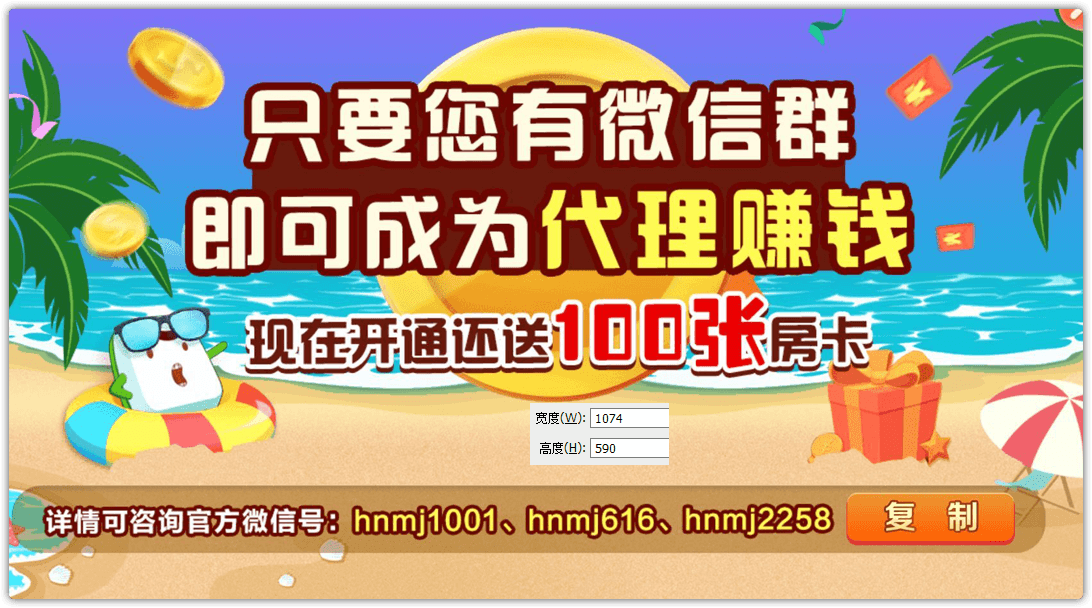 只要您有微信群
即可成为代理赚钱
现在开通还送100张房卡
宽度(W): 1074
高度(H): 590
详情可咨询官方微信号：hnmj1001、hnmj616、hnmj2258
复 制